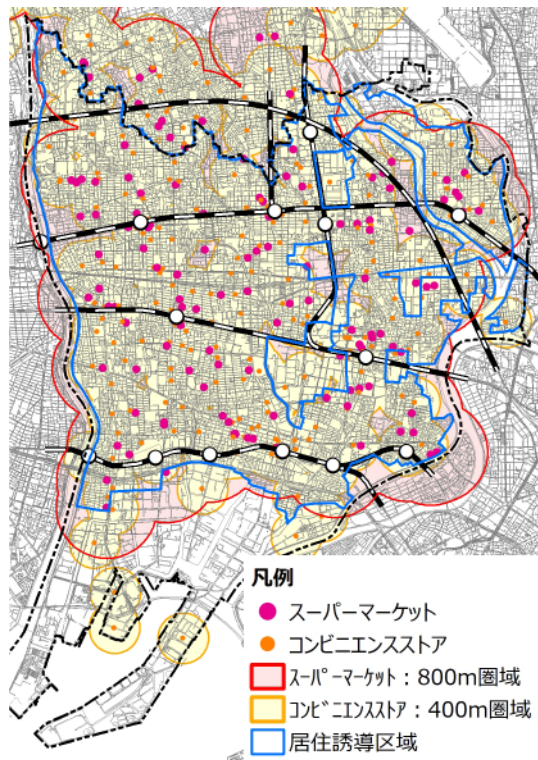 凡例
スーパーマーケット
コンビニエンスストア
スーパーマーケット：800m圏域
コンビニエンスストア：400m圏域
居住誘導区域